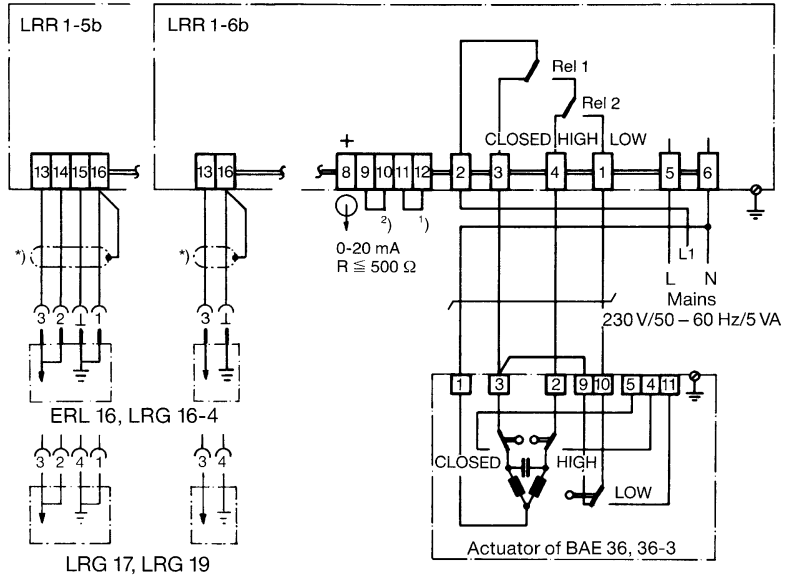 LRR 1-5b
LRR 1-6b
Rel 1
Rel 2
CLOSED HIGH LOW
+
13 14 15 16
13 16
8 9 10 11 12 2 3 4 1 5 6
2) 1)
*) *)
0-20 mA
R ≦ 500 Ω
L1
L N
Mains
230 V/50 – 60 Hz/5 VA
3 2 ⊥ 1
3 ⊥
1 3 2 9 10 5 4 11
ERL 16, LRG 16-4
3 2 4 1
3 4
CLOSED HIGH
LOW
Actuator of BAE 36, 36-3
LRG 17, LRG 19